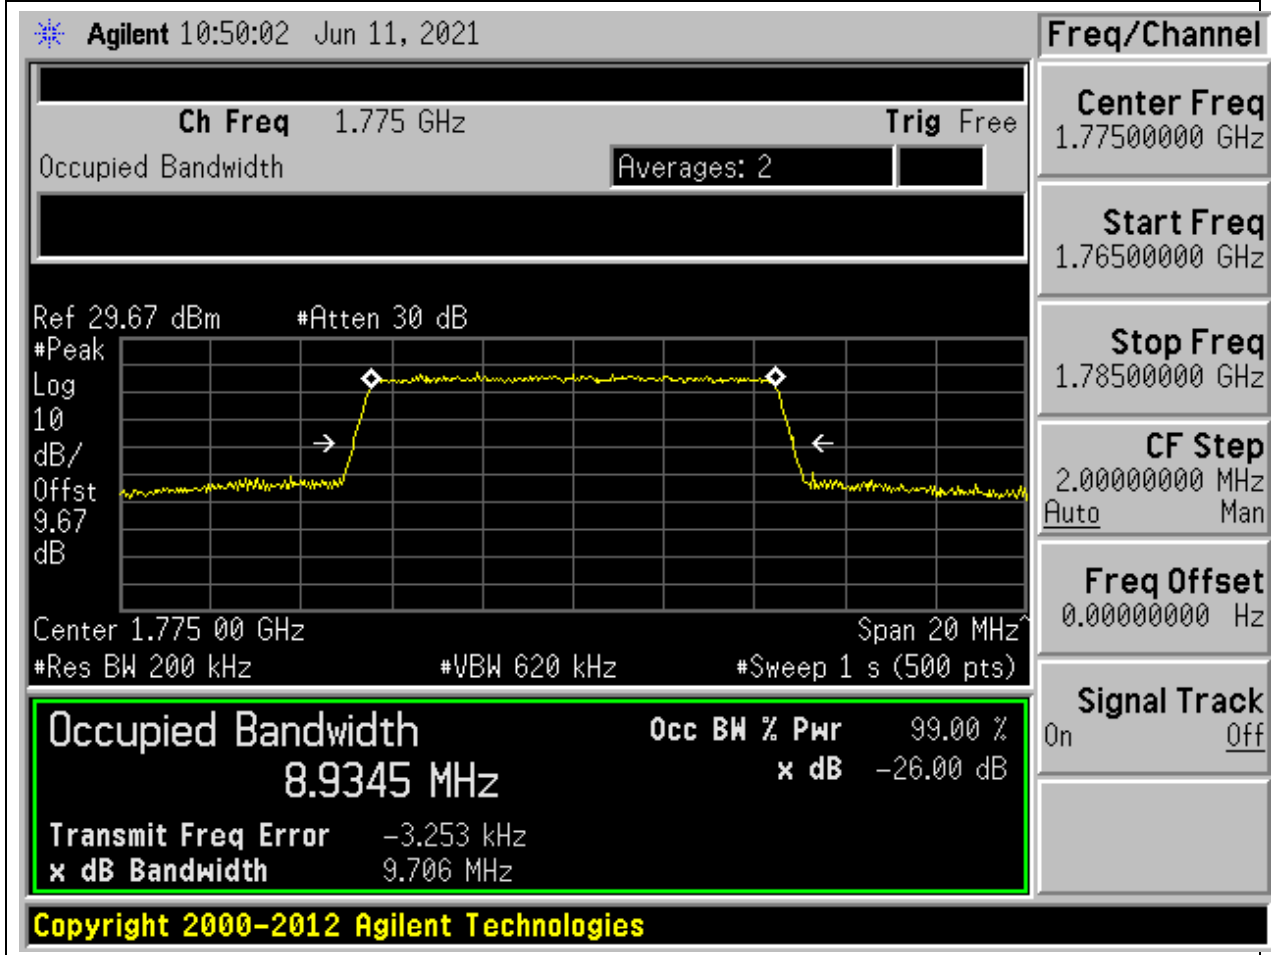 Agilent 10:50:02 Jun 11, 2021
Freq/Channel
Ch Freq 1.775 GHz Trig Free
Occupied Bandwidth Averages: 2
Center Freq
1.77500000 GHz
Start Freq
1.76500000 GHz
Stop Freq
1.78500000 GHz
CF Step
2.00000000 MHz
Auto Man
Freq Offset
0.00000000 Hz
Signal Track
On Off
Ref 29.67 dBm #Atten 30 dB
#Peak
Log
10
dB/
Offst
9.67
dB
Center 1.775 00 GHz Span 20 MHz^
#Res BW 200 kHz #VBW 620 kHz #Sweep 1 s (500 pts)
Occupied Bandwidth Occ BW % Pwr 99.00 %
8.9345 MHz x dB -26.00 dB
Transmit Freq Error -3.253 kHz
x dB Bandwidth 9.706 MHz
Copyright 2000-2012 Agilent Technologies